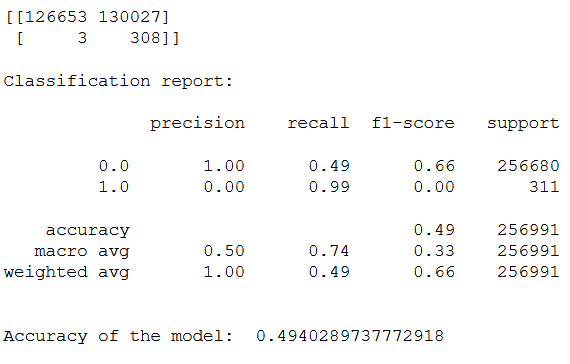 [[126653 130027]
[ 3 308]]
Classification report:
precision recall f1-score support
0.0 1.00 0.49 0.66 256680
1.0 0.00 0.99 0.00 311
accuracy 0.49 256991
macro avg 0.50 0.74 0.33 256991
weighted avg 1.00 0.49 0.66 256991
Accuracy of the model: 0.4940289737772918